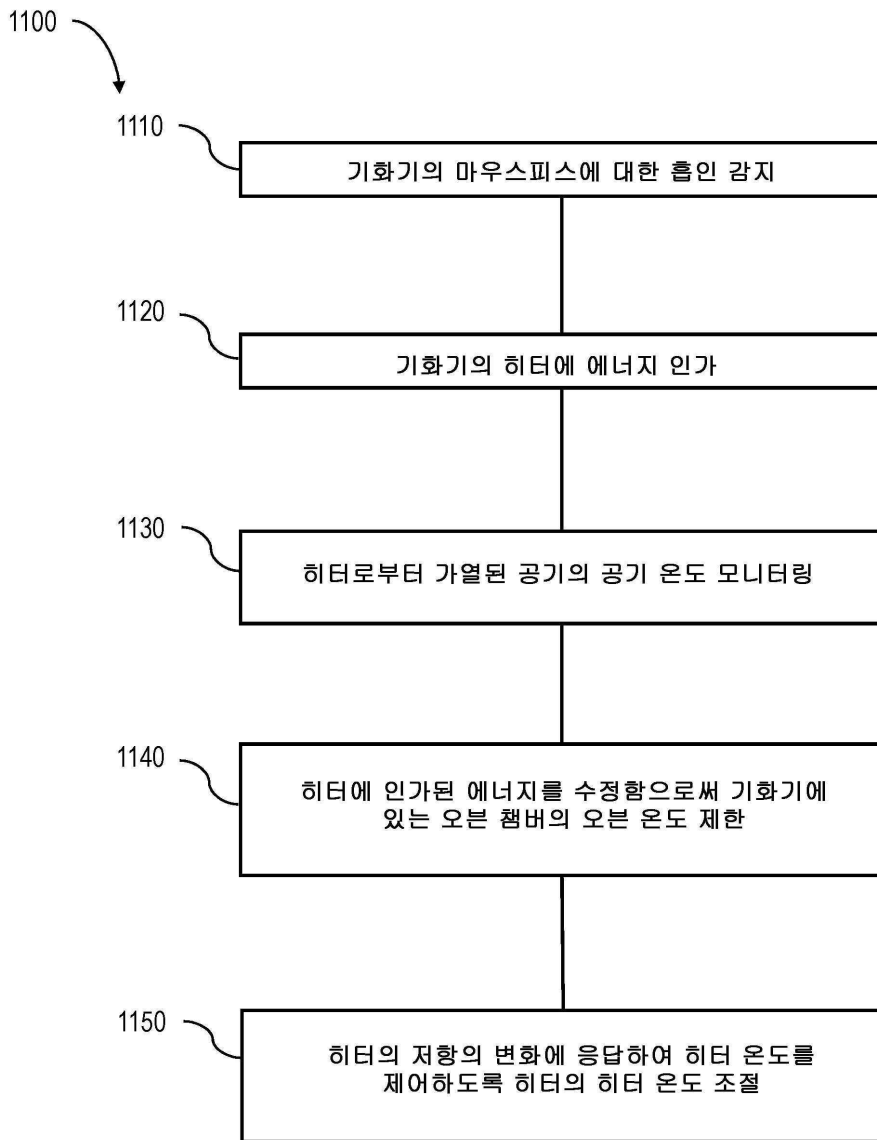 1100
1110
기화기의 마우스피스에 대한 흡인 감지
1120
기화기의 히터에 에너지 인가
1130
히터로부터 가열된 공기의 공기 온도 모니터링
1140
히터에 인가된 에너지를 수정함으로써 기화기에
있는 오븐 챔버의 오븐 온도 제한
1150
히터의 저항의 변화에 응답하여 히터 온도를
제어하도록 히터의 히터 온도 조절